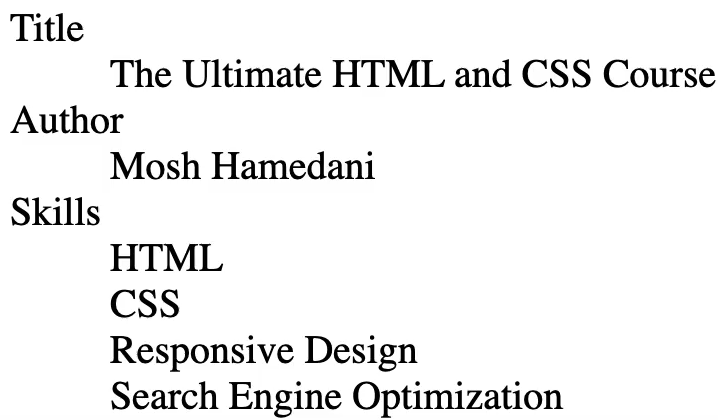 Title
The Ultimate HTML and CSS Course
Author
Mosh Hamedani
Skills
HTML
CSS
Responsive Design
Search Engine Optimization